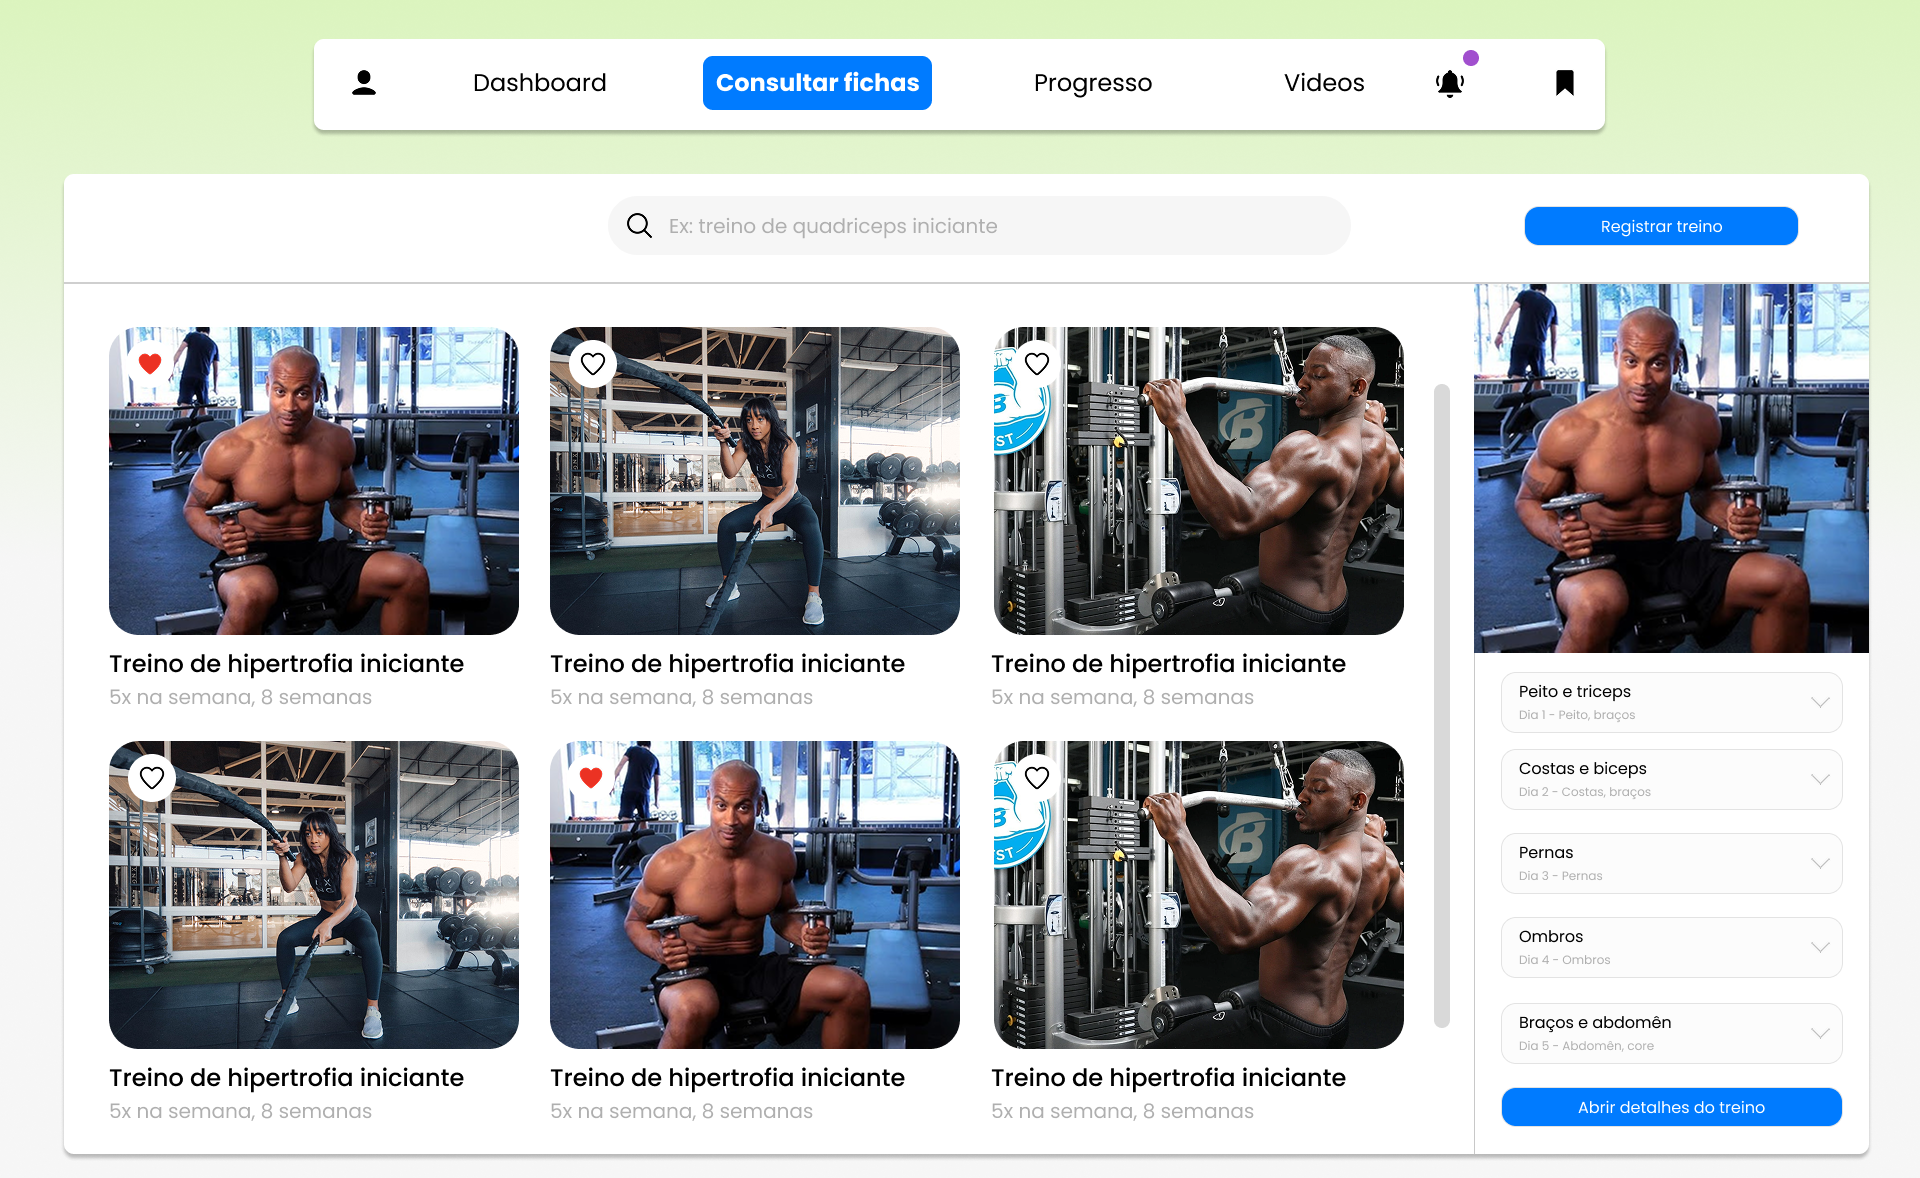 Dashboard
Consultar fichas
Progresso
Videos
Ex: treino de quadriceps iniciante
Registrar treino
Treino de hipertrofia iniciante
5x na semana, 8 semanas
Treino de hipertrofia iniciante
5x na semana, 8 semanas
Treino de hipertrofia iniciante
5x na semana, 8 semanas
Treino de hipertrofia iniciante
5x na semana, 8 semanas
Treino de hipertrofia iniciante
5x na semana, 8 semanas
Treino de hipertrofia iniciante
5x na semana, 8 semanas
Peito e triceps
Dia 1 - Peito, braços
Costas e biceps
Dia 2 - Costas, braços
Pernas
Dia 3 - Pernas
Ombros
Dia 4 - Ombros
Braços e abdomên
Dia 5 - Abdomên, core
Abrir detalhes do treino